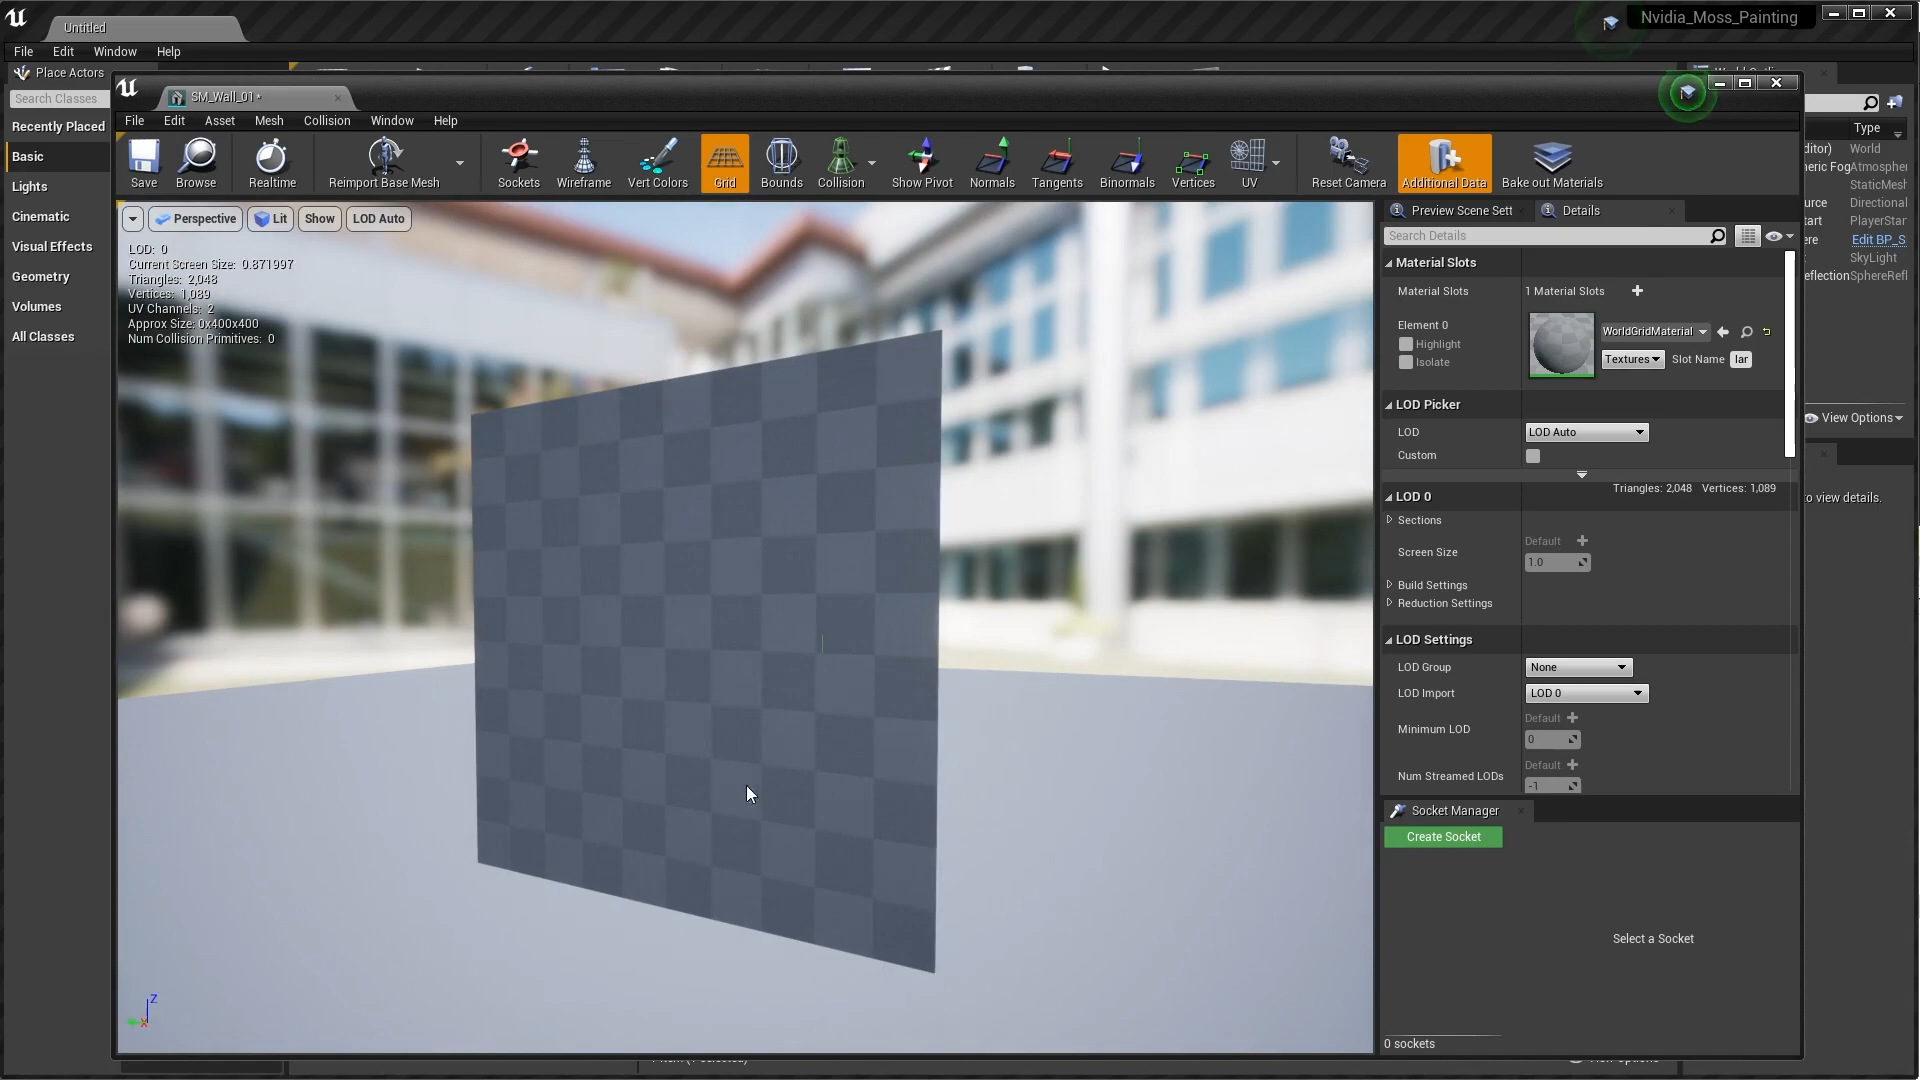 Untitled
Nvidia_Moss_Painting
File Edit Window Help
Place Actors
Search Classes
Recently Placed
Basic
Lights
Cinematic
Visual Effects
Geometry
Volumes
All Classes
SM_Wall_01*
File Edit Asset Mesh Collision Window Help
Save Browse Realtime Reimport Base Mesh Sockets Wireframe Vert Colors Grid Bounds Collision Show Pivot Normals Tangents Binormals Vertices UV Reset Camera Additional Data Bake out Materials
Perspective Lit Show LOD Auto
LOD: 0
Current Screen Size: 0.871997
Triangles: 2,048
Vertices: 1,089
UV Channels: 2
Approx Size: 0x400x400
Num Collision Primitives: 0
Z
X
Preview Scene Sett Details
Search Details
Material Slots
Material Slots 1 Material Slots
Element 0
Highlight
Isolate
WorldGridMaterial
Textures Slot Name lar
LOD Picker
LOD LOD Auto
Custom
LOD 0 Triangles: 2,048 Vertices: 1,089
Sections
Screen Size Default
1.0
Build Settings
Reduction Settings
LOD Settings
LOD Group None
LOD Import LOD 0
Minimum LOD Default
0
Num Streamed LODs Default
-1
Socket Manager
Create Socket
Select a Socket
0 sockets
Type
ditor) World
eric Fog Atmospher
StaticMesh
ource Directional
tart PlayerStar
ere Edit BP_S
SkyLight
eflection SphereRefl
View Options
o view details.